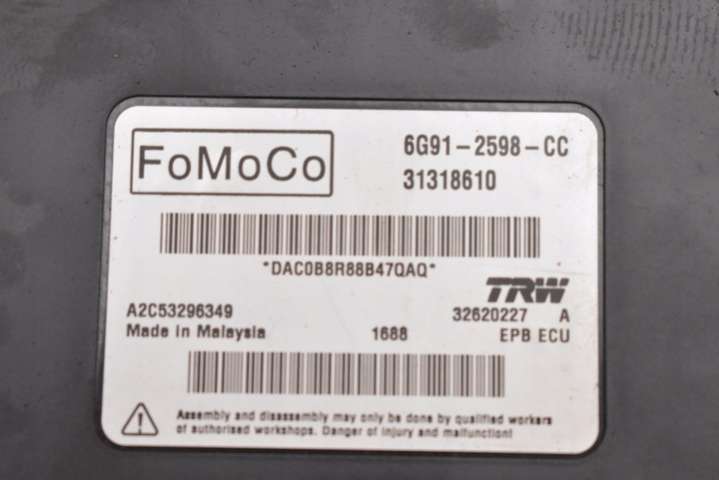 FoMoCo
6G91-2598-CC
31318610
*DAC0B8R88B47QAQ*
TRW
A2C53296349
32620227 A
Made in Malaysia 1688 EPB ECU
Assembly and disassembly may only be done by qualified workers
of authorised workshops. Danger of injury and malfunction!